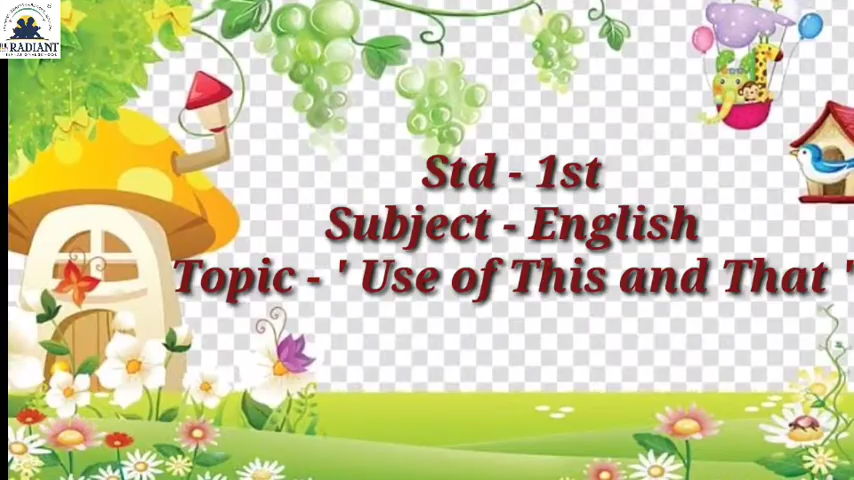 RADIANT
Std - 1st
Subject - English
Topic - ' Use of This and That '